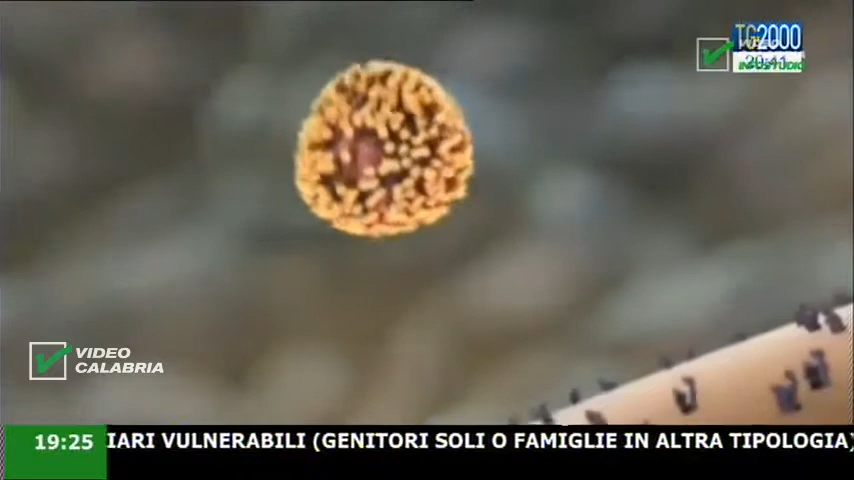 TG2000
VIDEO
CALABRIA
19:25
IARI VULNERABILI (GENITORI SOLI O FAMIGLIE IN ALTRA TIPOLOGIA)